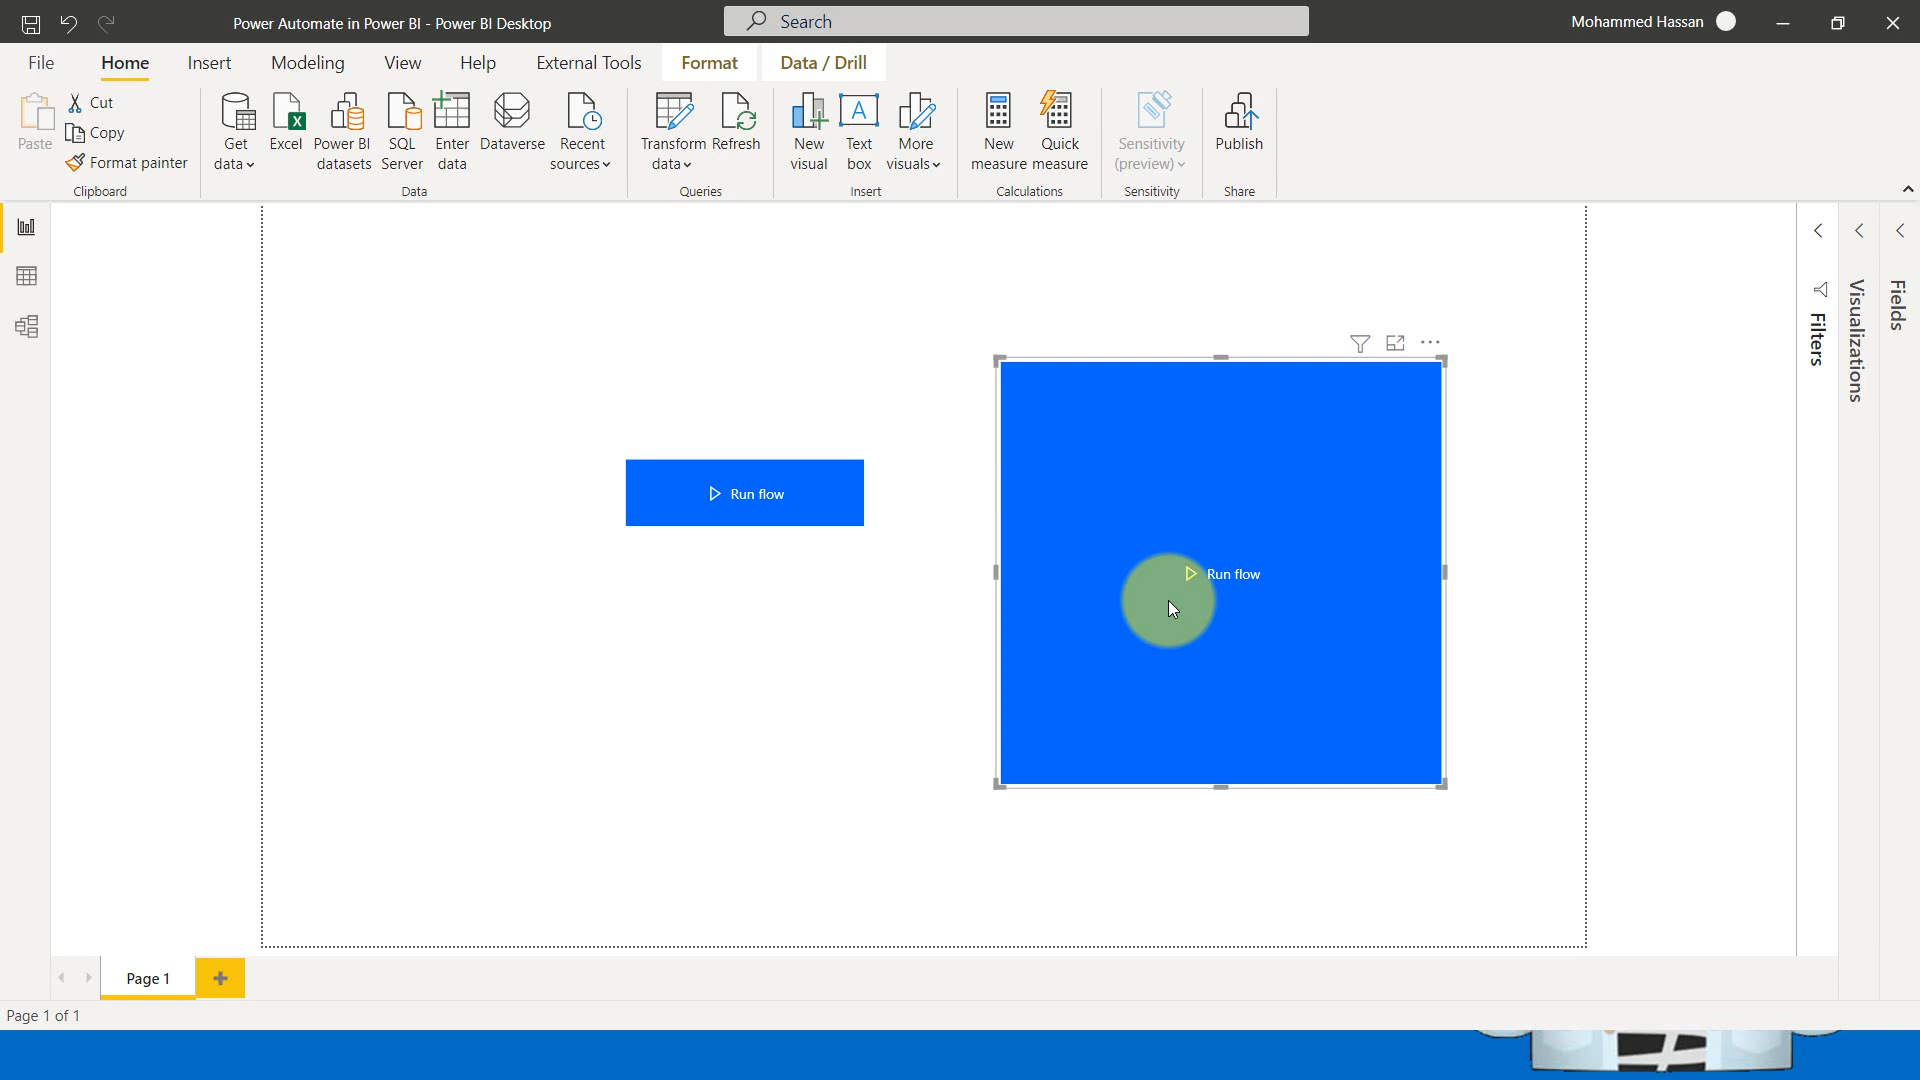 Power Automate in Power BI - Power BI Desktop
Search
Mohammed Hassan
File
Home
Insert
Modeling
View
Help
External Tools
Format
Data / Drill
Paste
Cut
Copy
Format painter
Clipboard
Get data
Excel
Power BI datasets
SQL Server
Enter data
Dataverse
Recent sources
Data
Transform data
Refresh
Queries
New visual
Text box
More visuals
Insert
New measure
Quick measure
Calculations
Sensitivity (preview)
Sensitivity
Publish
Share
Filters
Visualizations
Fields
Run flow
Run flow
Page 1
Page 1 of 1